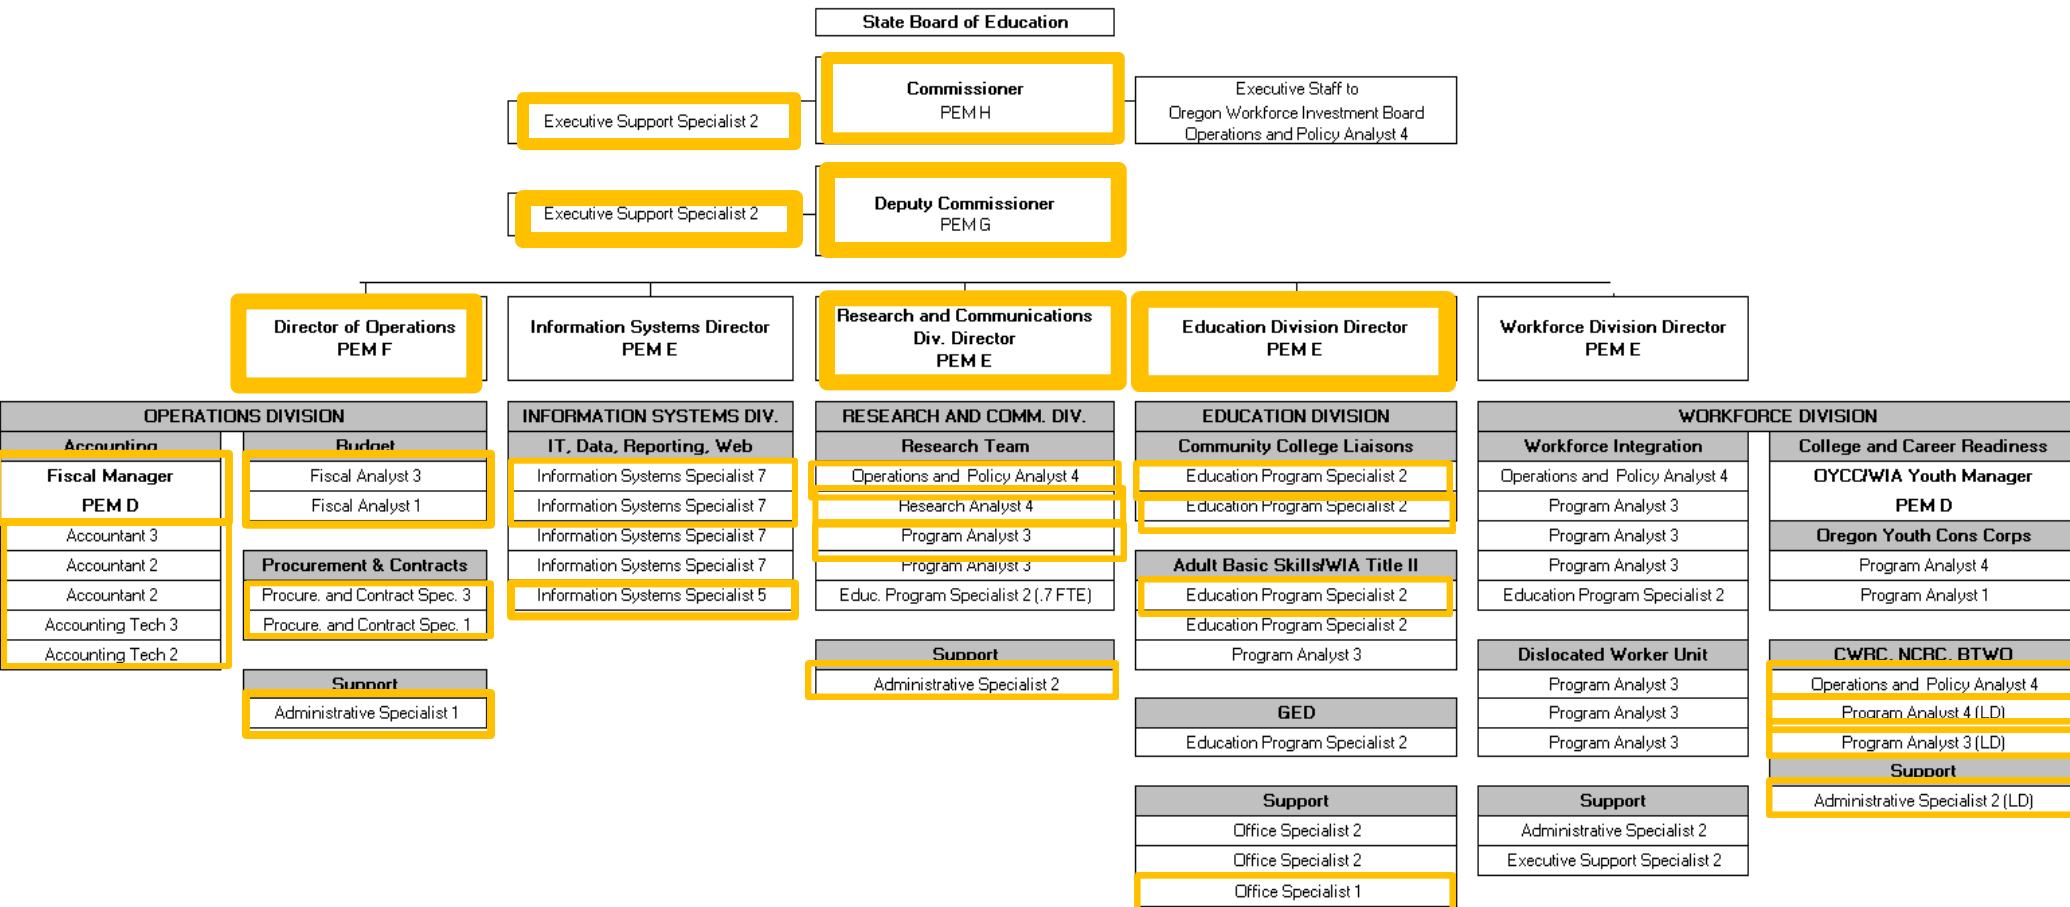 State Board of Education
Commissioner
PEM H
Executive Support Specialist 2
Executive Staff to
Oregon Workforce Investment Board
Operations and Policy Analyst 4
Deputy Commissioner
PEM G
Executive Support Specialist 2
Director of Operations
PEM F
Information Systems Director
PEM E
Research and Communications
Div. Director
PEM E
Education Division Director
PEM E
Workforce Division Director
PEM E
OPERATIONS DIVISION
Accounting
Fiscal Manager
PEM D
Accountant 3
Accountant 2
Accountant 2
Accounting Tech 3
Accounting Tech 2
Budget
Fiscal Analyst 3
Fiscal Analyst 1
Procurement & Contracts
Procure. and Contract Spec. 3
Procure. and Contract Spec. 1
Support
Administrative Specialist 1
INFORMATION SYSTEMS DIV.
IT, Data, Reporting, Web
Information Systems Specialist 7
Information Systems Specialist 7
Information Systems Specialist 7
Information Systems Specialist 7
Information Systems Specialist 5
RESEARCH AND COMM. DIV.
Research Team
Operations and Policy Analyst 4
Research Analyst 4
Program Analyst 3
Program Analyst 3
Educ. Program Specialist 2 (.7 FTE)
Support
Administrative Specialist 2
EDUCATION DIVISION
Community College Liaisons
Education Program Specialist 2
Education Program Specialist 2
Adult Basic Skills/WIA Title II
Education Program Specialist 2
Education Program Specialist 2
Program Analyst 3
GED
Education Program Specialist 2
Support
Office Specialist 2
Office Specialist 2
Office Specialist 1
WORKFORCE DIVISION
Workforce Integration
Operations and Policy Analyst 4
Program Analyst 3
Program Analyst 3
Program Analyst 3
Education Program Specialist 2
Dislocated Worker Unit
Program Analyst 3
Program Analyst 3
Program Analyst 3
Support
Administrative Specialist 2
Executive Support Specialist 2
College and Career Readiness
OYCC/WIA Youth Manager
PEM D
Oregon Youth Cons Corps
Program Analyst 4
Program Analyst 1
CWRC, NCRC, BTWO
Operations and Policy Analyst 4
Program Analyst 4 (LD)
Program Analyst 3 (LD)
Support
Administrative Specialist 2 (LD)